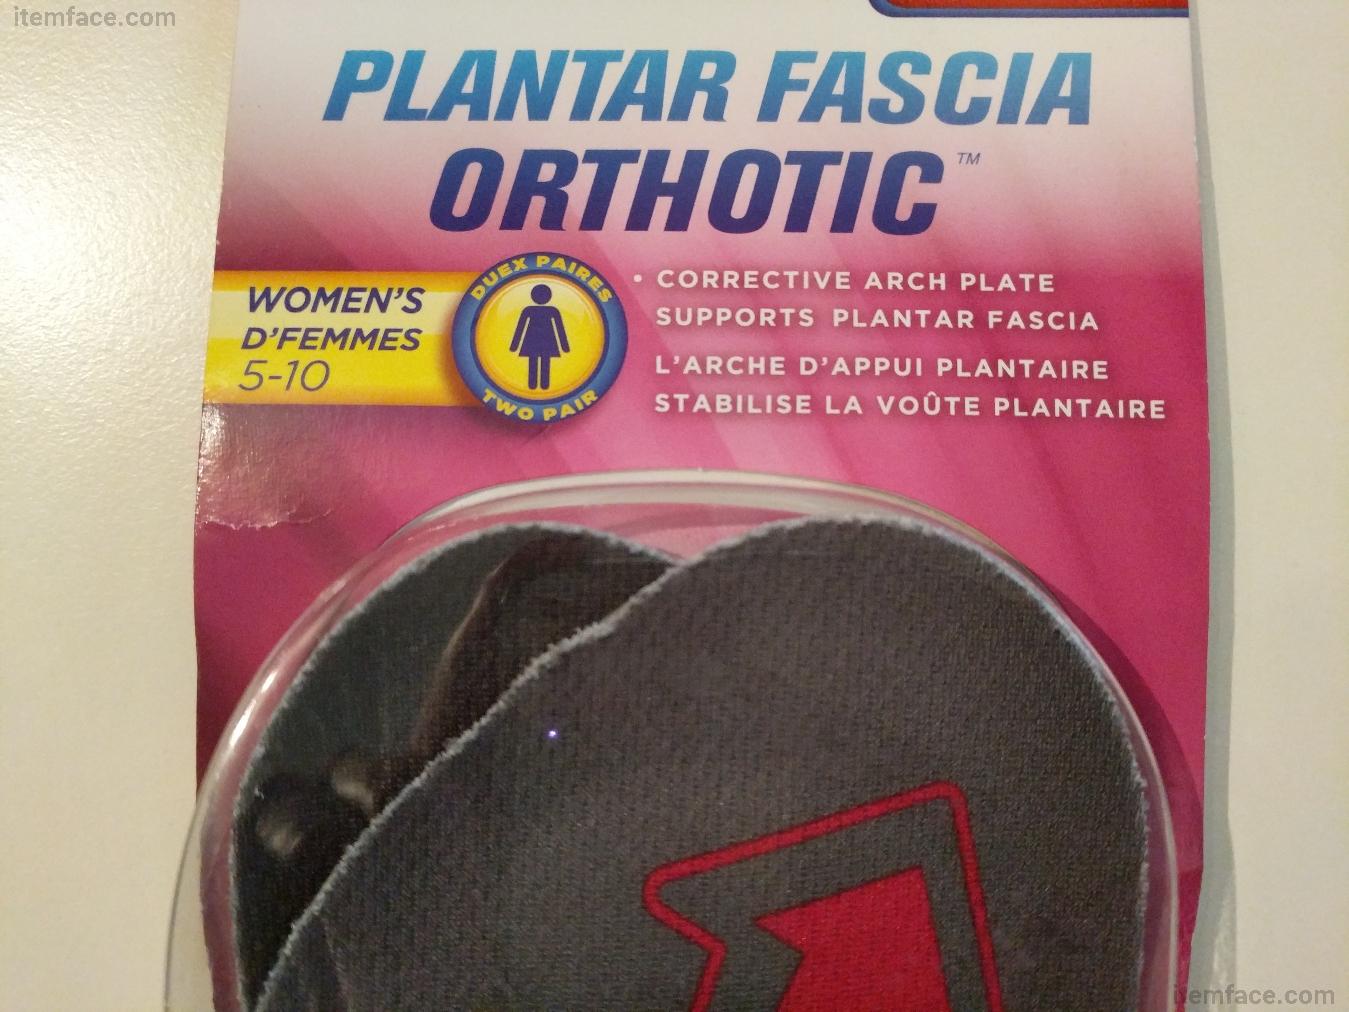 itemface.com
PLANTAR FASCIA
ORTHOTIC™
WOMEN'S
D'FEMMES
5-10
DUEX PAIRES
TWO PAIR
• CORRECTIVE ARCH PLATE
SUPPORTS PLANTAR FASCIA
L'ARCHE D'APPUI PLANTAIRE
STABILISE LA VOÛTE PLANTAIRE
itemface.com